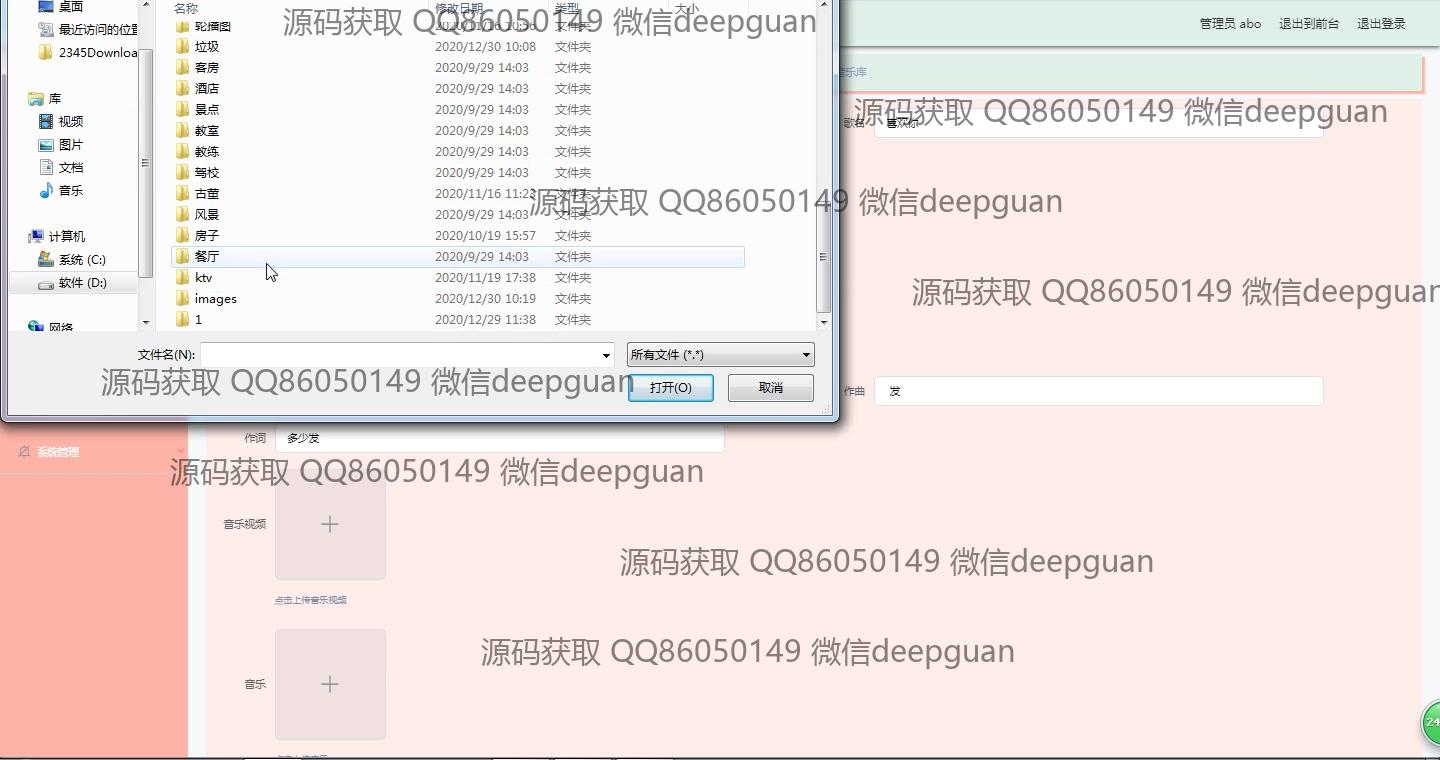 桌面
最近访问的位置
2345Downloa
库
视频
图片
文档
音乐
计算机
系统 (C:)
软件 (D:)
网络
名称 修改日期 类型 大小
轮播图 2020/11/16 10:56 文件夹
垃圾 2020/12/30 10:08 文件夹
客房 2020/9/29 14:03 文件夹
酒店 2020/9/29 14:03 文件夹
景点 2020/9/29 14:03 文件夹
教室 2020/9/29 14:03 文件夹
教练 2020/9/29 14:03 文件夹
驾校 2020/9/29 14:03 文件夹
古董 2020/11/16 11:23 文件夹
风景 2020/9/29 14:03 文件夹
房子 2020/10/19 15:57 文件夹
餐厅 2020/9/29 14:03 文件夹
ktv 2020/11/19 17:38 文件夹
images 2020/12/30 10:19 文件夹
1 2020/12/29 11:38 文件夹
文件名(N): 所有文件 (*.*)
打开(O) 取消
管理员 abo 退出到前台 退出登录
音乐库
歌名 喜欢你
作曲 发
系统管理
作词 多少发
音乐视频
点击上传音乐视频
音乐
24
源码获取 QQ86050149 微信deepguan
源码获取 QQ86050149 微信deepguan
源码获取 QQ86050149 微信deepguan
源码获取 QQ86050149 微信deepguan
源码获取 QQ86050149 微信deepguan
源码获取 QQ86050149 微信deepguan
源码获取 QQ86050149 微信deepguan
源码获取 QQ86050149 微信deepguan